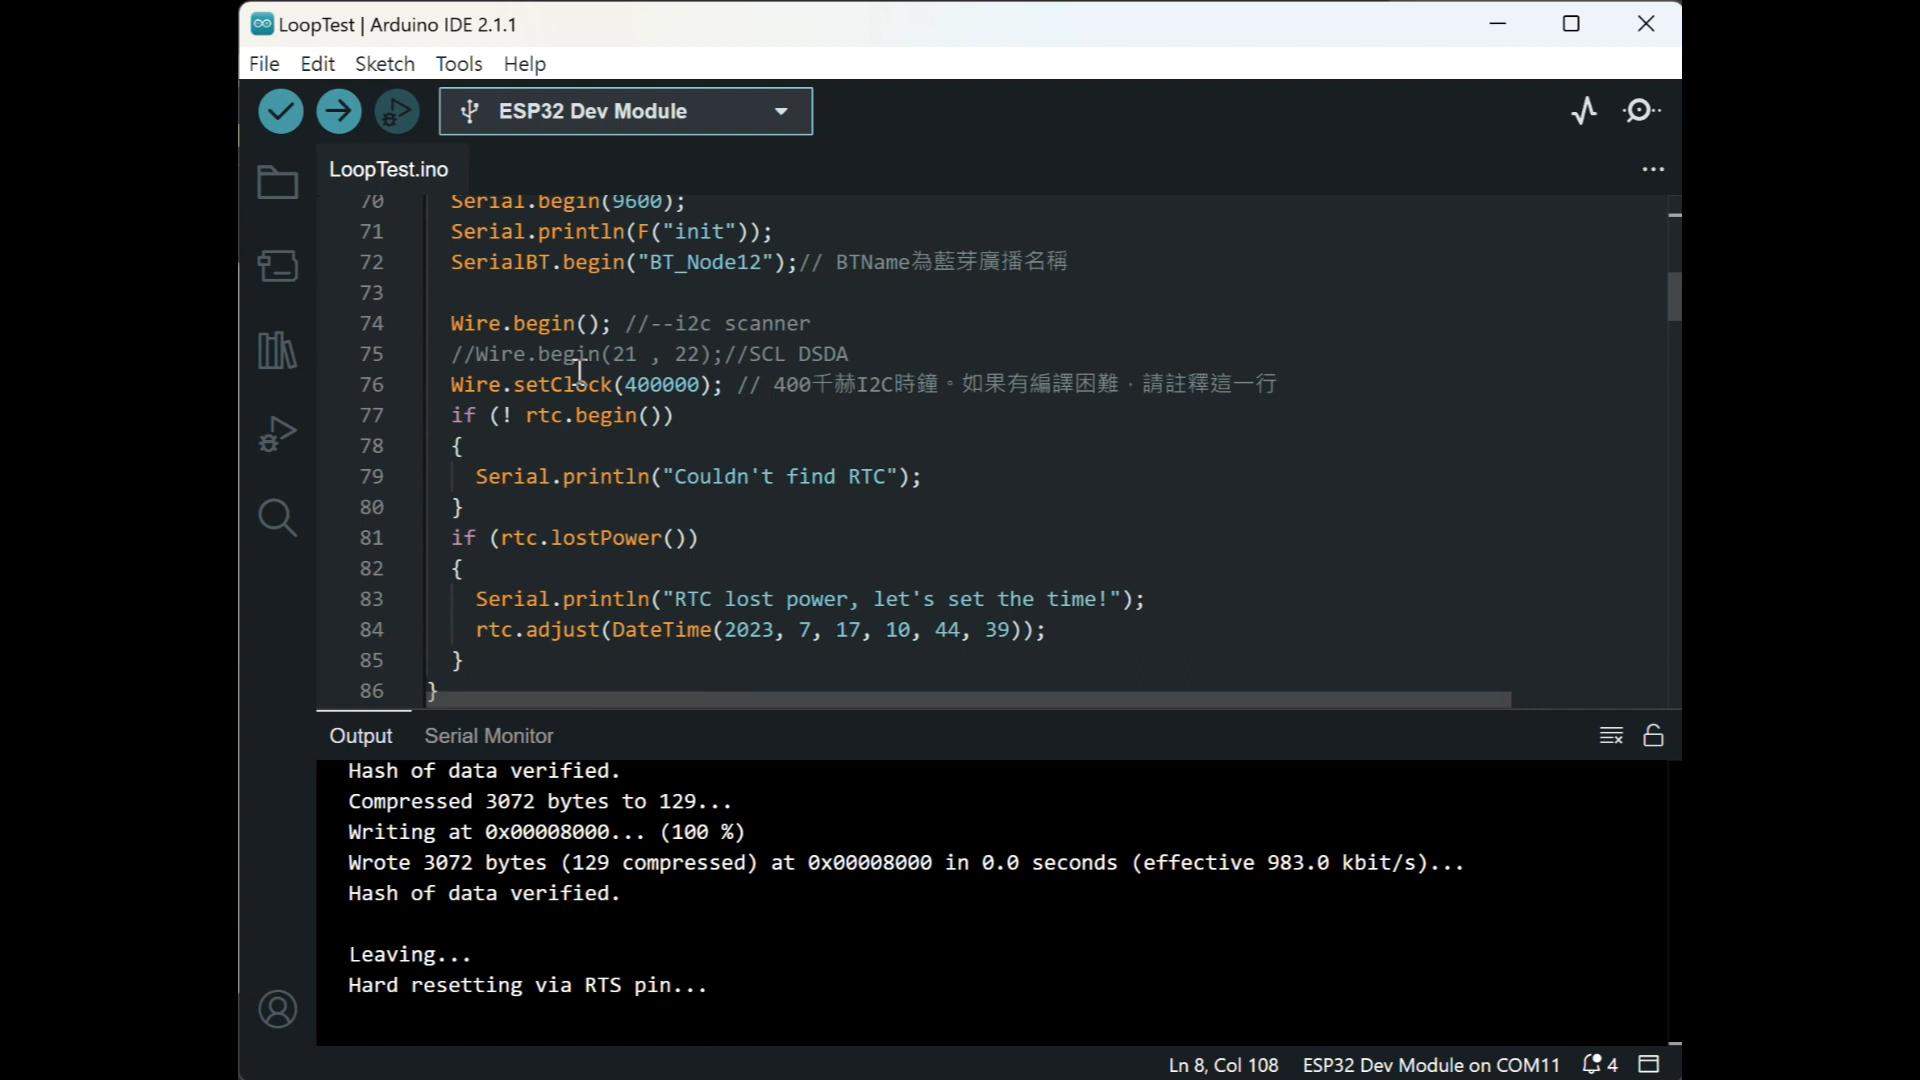 LoopTest | Arduino IDE 2.1.1
File Edit Sketch Tools Help
ESP32 Dev Module
LoopTest.ino
70 Serial.begin(9600);
71 Serial.println(F("init"));
72 SerialBT.begin("BT_Node12");// BTName為藍芽廣播名稱
73
74 Wire.begin(); //--i2c scanner
75 //Wire.begin(21 , 22);//SCL DSDA
76 Wire.setClock(400000); // 400千赫I2C時鐘。如果有編譯困難，請註釋這一行
77 if (! rtc.begin())
78 {
79 Serial.println("Couldn't find RTC");
80 }
81 if (rtc.lostPower())
82 {
83 Serial.println("RTC lost power, let's set the time!");
84 rtc.adjust(DateTime(2023, 7, 17, 10, 44, 39));
85 }
86 }
Output Serial Monitor
Hash of data verified.
Compressed 3072 bytes to 129...
Writing at 0x00008000... (100 %)
Wrote 3072 bytes (129 compressed) at 0x00008000 in 0.0 seconds (effective 983.0 kbit/s)...
Hash of data verified.
Leaving...
Hard resetting via RTS pin...
Ln 8, Col 108 ESP32 Dev Module on COM11 4